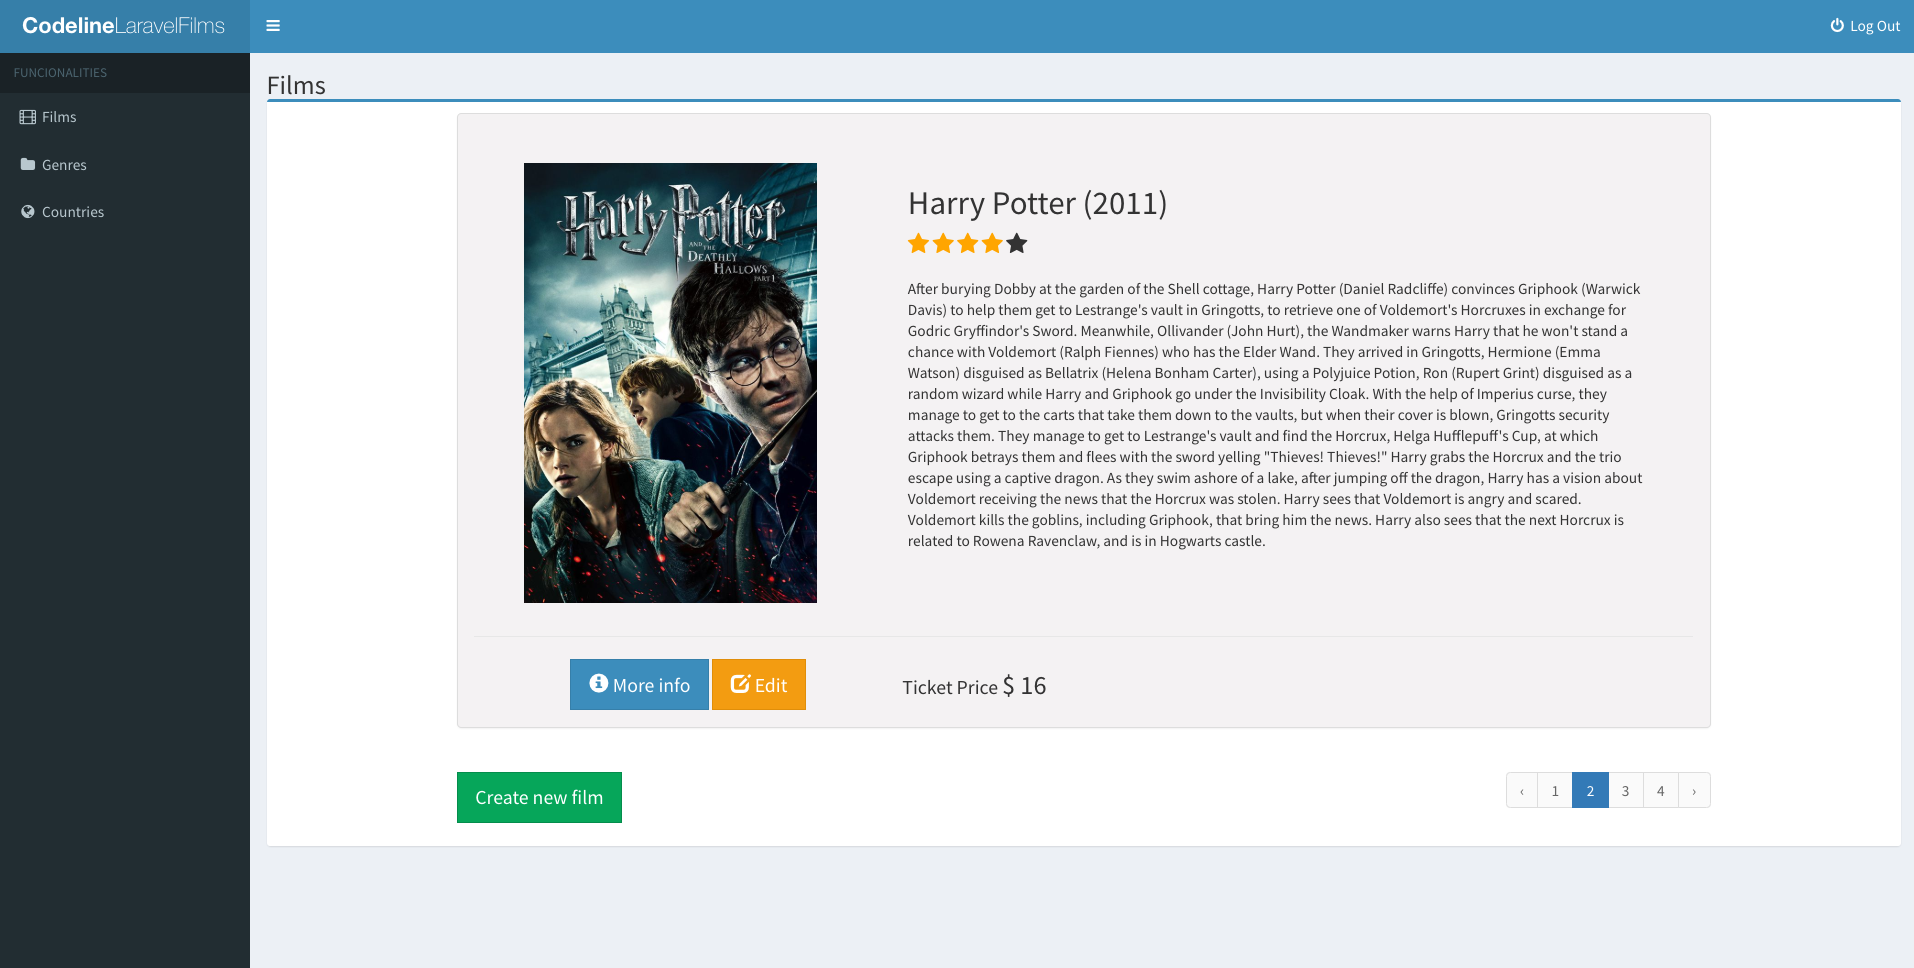 CodelineLaravelFilms
Log Out
FUNCIONALITIES
Films
Genres
Countries
Films
Harry Potter
AND THE
DEATHLY
HALLOWS
PART 1
Harry Potter (2011)
After burying Dobby at the garden of the Shell cottage, Harry Potter (Daniel Radcliffe) convinces Griphook (Warwick
Davis) to help them get to Lestrange's vault in Gringotts, to retrieve one of Voldemort's Horcruxes in exchange for
Godric Gryffindor's Sword. Meanwhile, Ollivander (John Hurt), the Wandmaker warns Harry that he won't stand a
chance with Voldemort (Ralph Fiennes) who has the Elder Wand. They arrived in Gringotts, Hermione (Emma
Watson) disguised as Bellatrix (Helena Bonham Carter), using a Polyjuice Potion, Ron (Rupert Grint) disguised as a
random wizard while Harry and Griphook go under the Invisibility Cloak. With the help of Imperius curse, they
manage to get to the carts that take them down to the vaults, but when their cover is blown, Gringotts security
attacks them. They manage to get to Lestrange's vault and find the Horcrux, Helga Hufflepuff's Cup, at which
Griphook betrays them and flees with the sword yelling "Thieves! Thieves!" Harry grabs the Horcrux and the trio
escape using a captive dragon. As they swim ashore of a lake, after jumping off the dragon, Harry has a vision about
Voldemort receiving the news that the Horcrux was stolen. Harry sees that Voldemort is angry and scared.
Voldemort kills the goblins, including Griphook, that bring him the news. Harry also sees that the next Horcrux is
related to Rowena Ravenclaw, and is in Hogwarts castle.
More info
Edit
Ticket Price $ 16
Create new film
‹ 1 2 3 4 ›